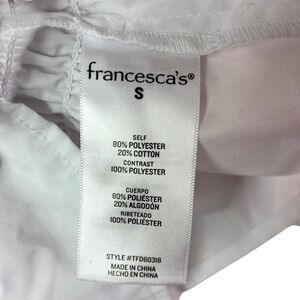 francesca's®
S
SELF
80% POLYESTER
20% COTTON
CONTRAST
100% POLYESTER
CUERPO
80% POLIÉSTER
20% ALGODÓN
RIBETEADO
100% POLIÉSTER
STYLE #TFD60316
MADE IN CHINA
HECHO EN CHINA